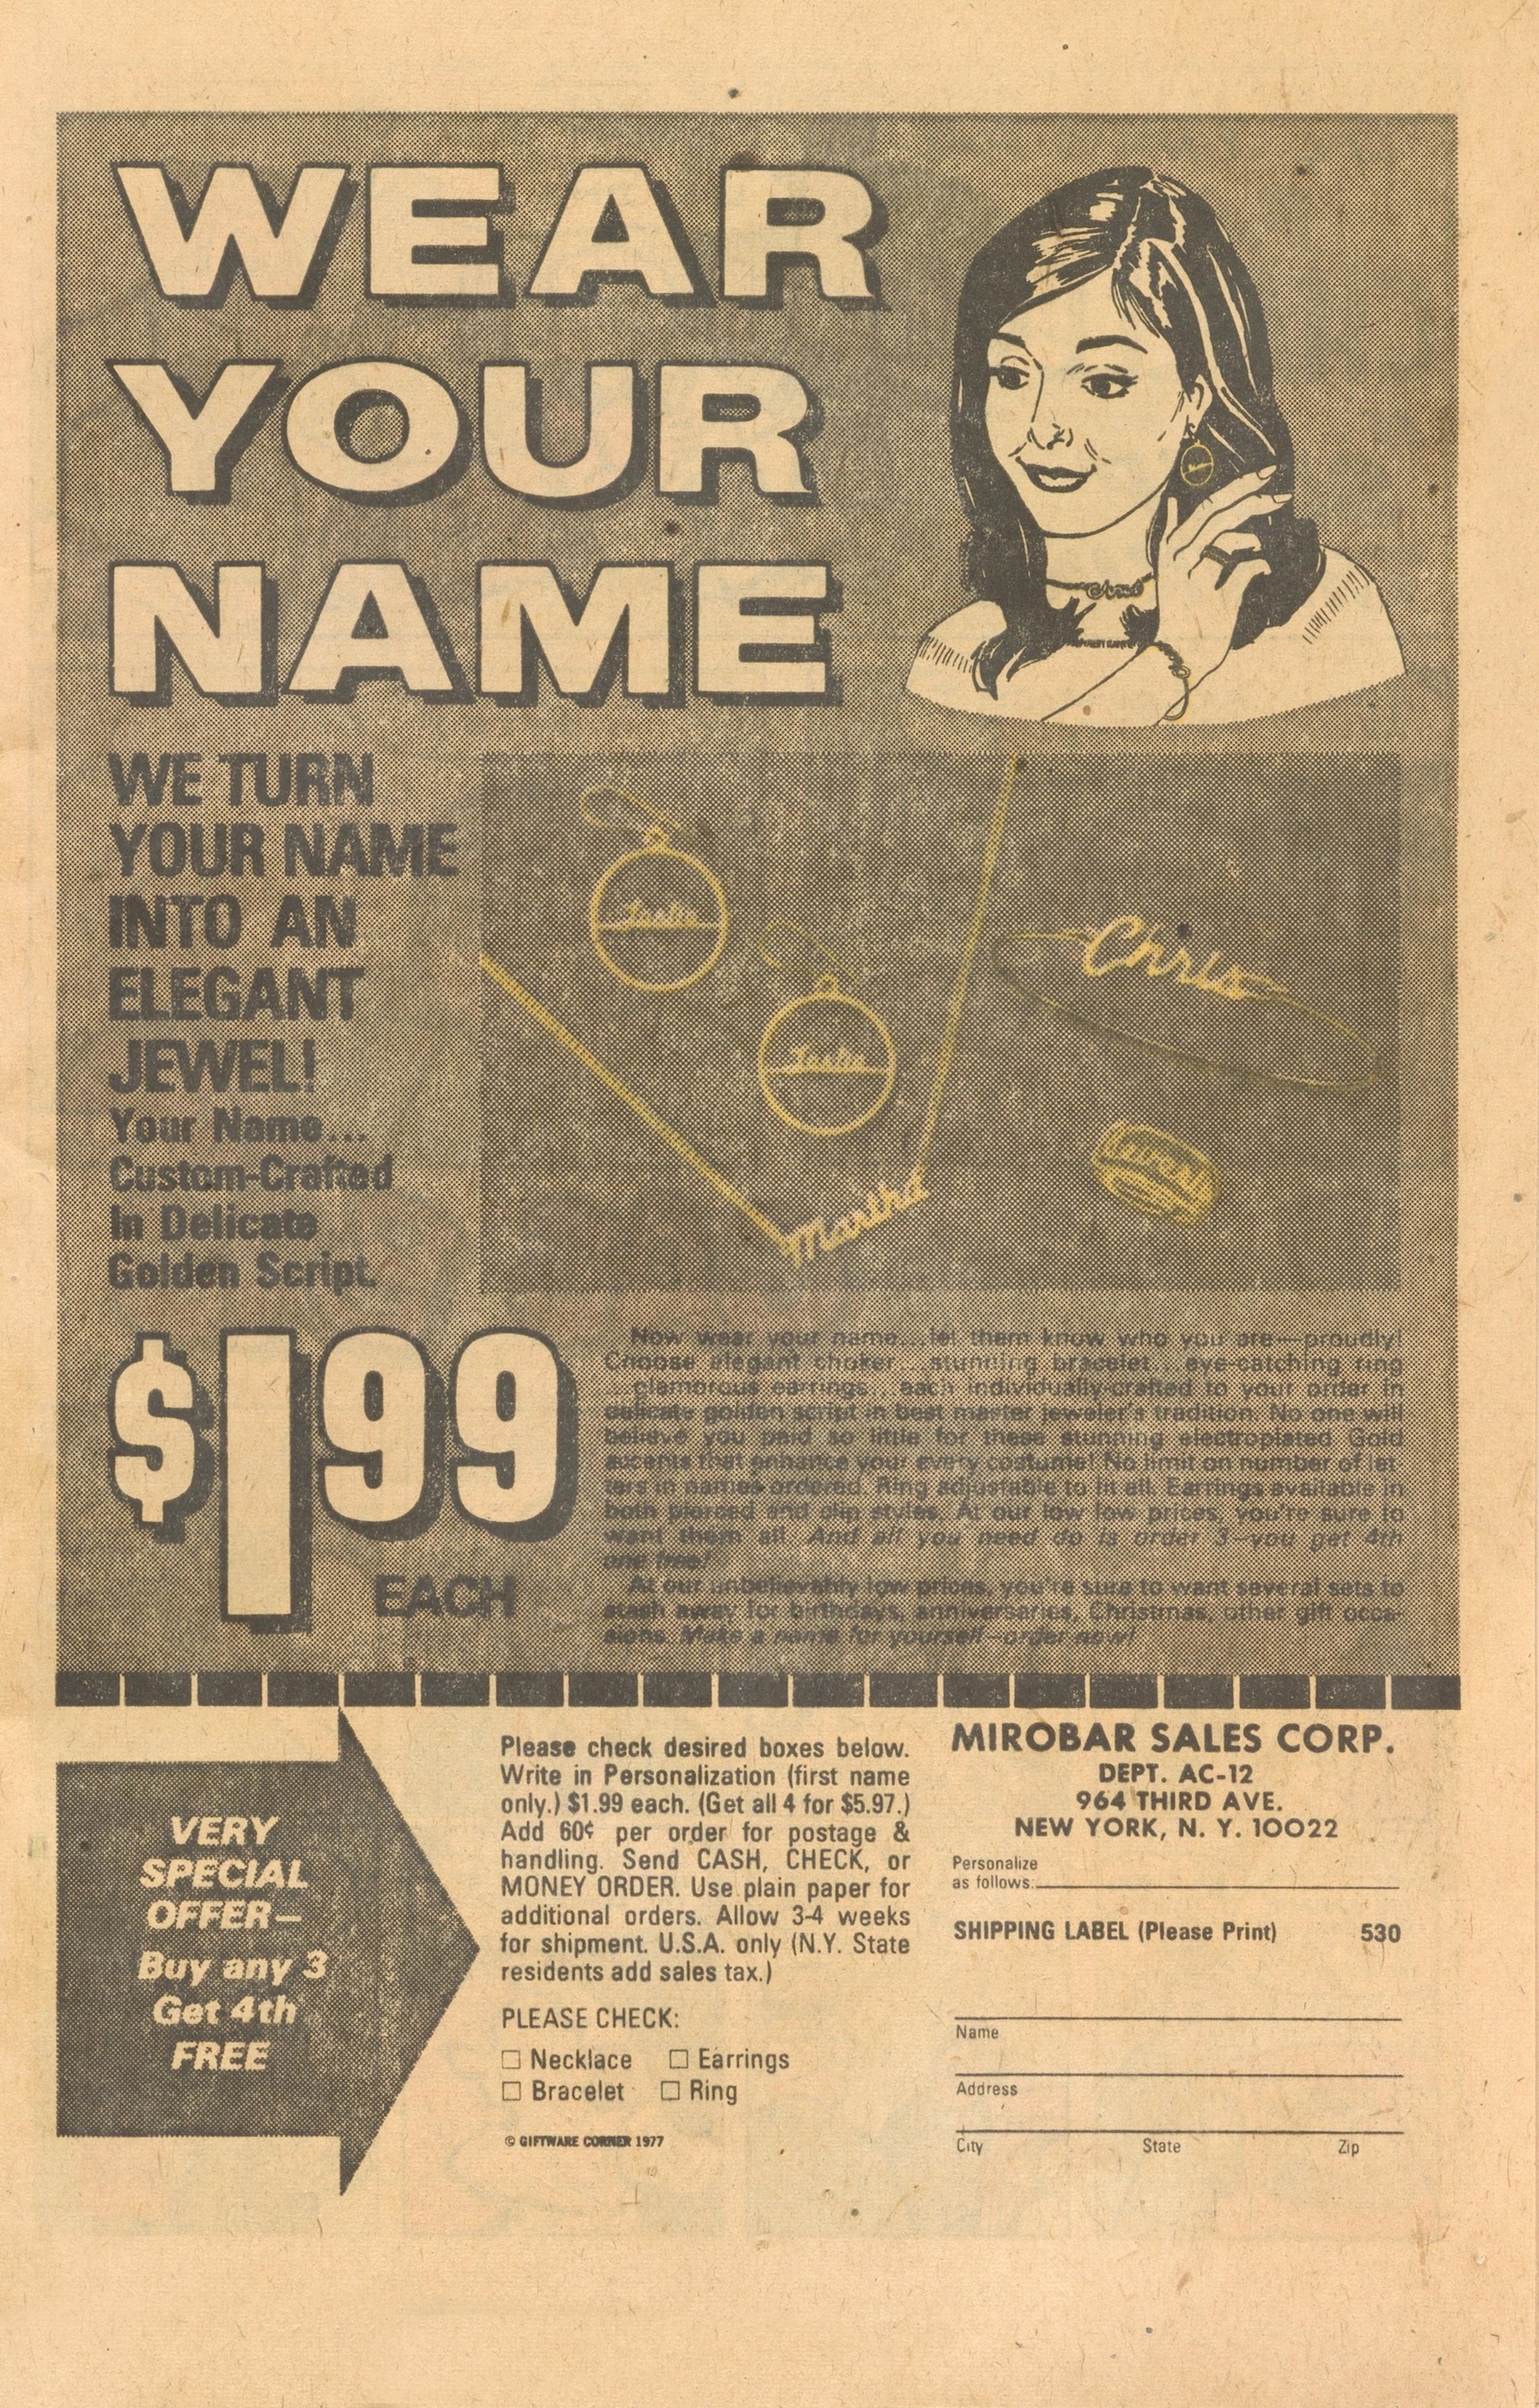 WEAR
YOUR
NAME
WE TURN
YOUR NAME
INTO AN
ELEGANT
JEWEL!
Your Name...
Custom-Crafted
In Delicate
Golden Script.
Leslie
Leslie
Chris
Martha
Beverly
$1 99
EACH
Now wear your name...let them know who you are—proudly!
Choose elegant choker...stunning bracelet...eye-catching ring
...glamorous earrings...each individually-crafted to your order in
delicate golden script in best master jeweler's tradition. No one will
believe you paid so little for these stunning electroplated Gold
accents that enhance your every costume! No limit on number of let-
ters in names ordered. Ring adjustable to fit all. Earrings available in
both pierced and clip styles. At our low low prices, you're sure to
want them all. And all you need do is order 3—you get 4th
one free!
At our unbelievably low prices, you're sure to want several sets to
stash away for birthdays, anniversaries, Christmas, other gift occa-
sions. Make a name for yourself—order now!
VERY
SPECIAL
OFFER—
Buy any 3
Get 4th
FREE
Please check desired boxes below.
Write in Personalization (first name
only.) $1.99 each. (Get all 4 for $5.97.)
Add 60¢ per order for postage &
handling. Send CASH, CHECK, or
MONEY ORDER. Use plain paper for
additional orders. Allow 3-4 weeks
for shipment. U.S.A. only (N.Y. State
residents add sales tax.)
PLEASE CHECK:
☐ Necklace ☐ Earrings
☐ Bracelet ☐ Ring
© GIFTWARE CORNER 1977
MIROBAR SALES CORP.
DEPT. AC-12
964 THIRD AVE.
NEW YORK, N. Y. 10022
Personalize
as follows:
SHIPPING LABEL (Please Print) 530
Name
Address
City State Zip